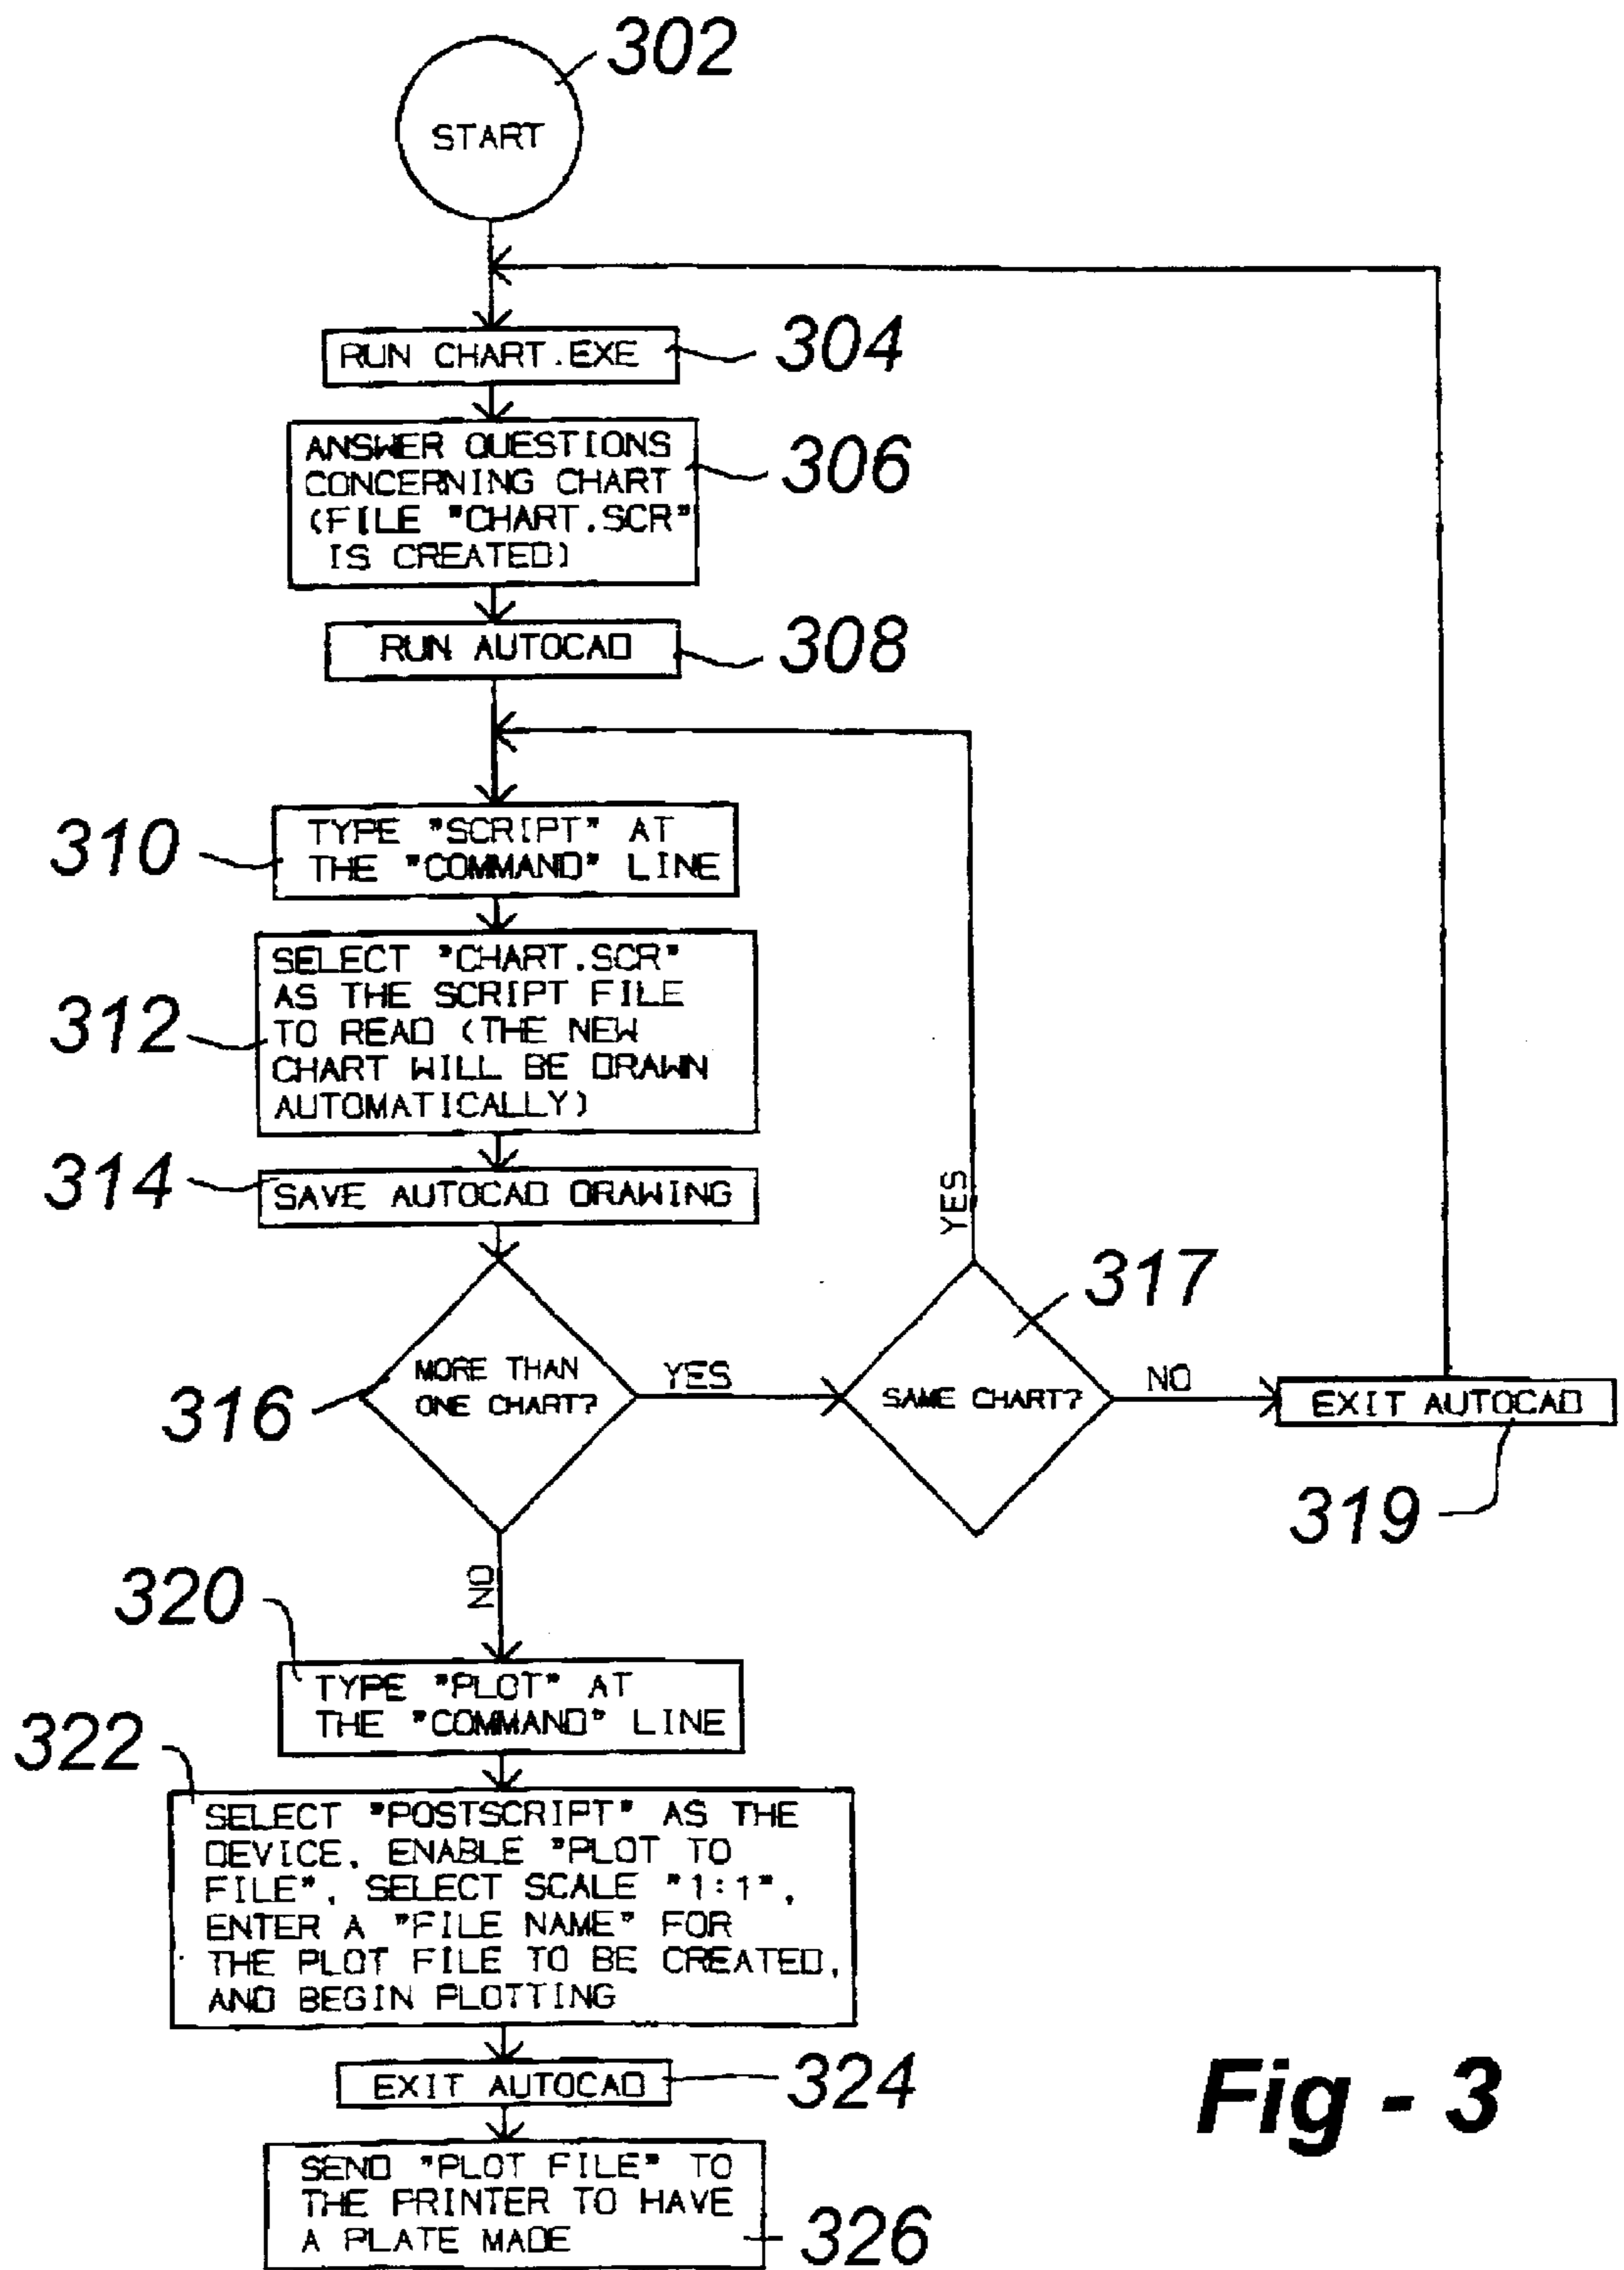 302
START
RUN CHART.EXE
304
ANSWER QUESTIONS
CONCERNING CHART
(FILE "CHART.SCR"
IS CREATED)
306
RUN AUTOCAD
308
310
TYPE "SCRIPT" AT
THE "COMMAND" LINE
312
SELECT "CHART.SCR"
AS THE SCRIPT FILE
TO READ (THE NEW
CHART WILL BE DRAWN
AUTOMATICALLY)
314
SAVE AUTOCAD DRAWING
316
MORE THAN
ONE CHART?
YES
317
SAME CHART?
YES
NO
EXIT AUTOCAD
319
NO
320
TYPE "PLOT" AT
THE "COMMAND" LINE
322
SELECT "POSTSCRIPT" AS THE
DEVICE, ENABLE "PLOT TO
FILE", SELECT SCALE "1:1",
ENTER A "FILE NAME" FOR
THE PLOT FILE TO BE CREATED,
AND BEGIN PLOTTING
EXIT AUTOCAD
324
SEND "PLOT FILE" TO
THE PRINTER TO HAVE
A PLATE MADE
326
Fig - 3